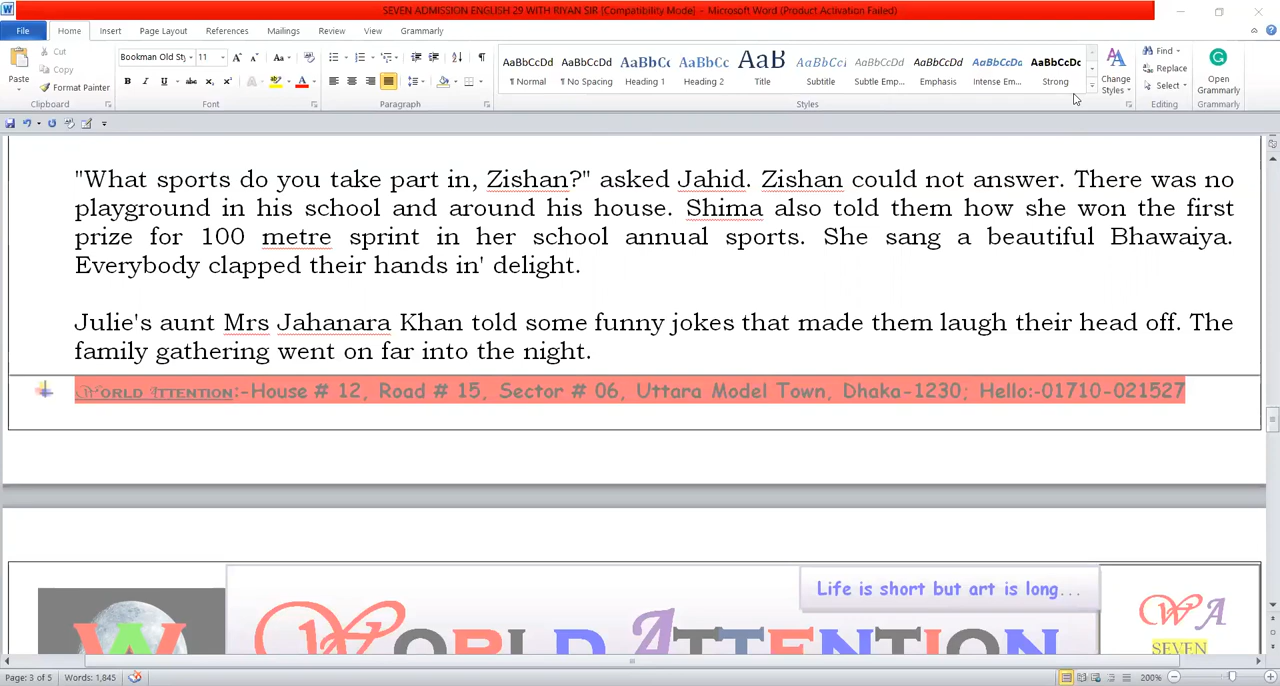 SEVEN ADMISSION ENGLISH 29 WITH RIYAN SIR [Compatibility Mode] - Microsoft Word (Product Activation Failed)
File Home Insert Page Layout References Mailings Review View Grammarly
Cut
Copy
Format Painter
Paste
Clipboard
Bookman Old Sty 11
Font
Paragraph
AaBbCcDd AaBbCcDd AaBbCc AaBbCc AaB AaBbCcI AaBbCcDd AaBbCcDd AaBbCcDd AaBbCcDc
¶ Normal ¶ No Spacing Heading 1 Heading 2 Title Subtitle Subtle Emp... Emphasis Intense Em... Strong
Styles
Change Styles
Find
Replace
Select
Editing
Open Grammarly
Grammarly
"What sports do you take part in, Zishan?" asked Jahid. Zishan could not answer. There was no
playground in his school and around his house. Shima also told them how she won the first
prize for 100 metre sprint in her school annual sports. She sang a beautiful Bhawaiya.
Everybody clapped their hands in' delight.
Julie's aunt Mrs Jahanara Khan told some funny jokes that made them laugh their head off. The
family gathering went on far into the night.
WORLD ATTENTION:-House # 12, Road # 15, Sector # 06, Uttara Model Town, Dhaka-1230; Hello:-01710-021527
Life is short but art is long...
WORLD ATTENTION
WA
SEVEN
Page: 3 of 5 Words: 1,845 200%